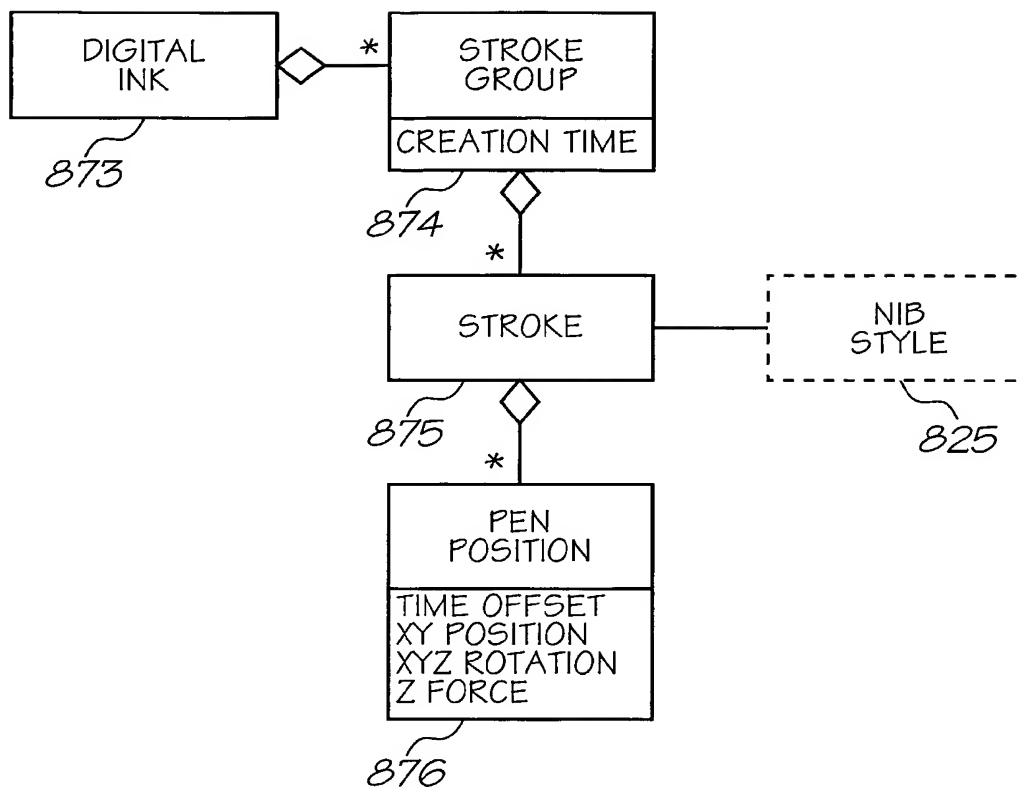 DIGITAL
INK
873
*
STROKE
GROUP
CREATION TIME
874
*
STROKE
875
NIB
STYLE
825
*
PEN
POSITION
TIME OFFSET
XY POSITION
XYZ ROTATION
Z FORCE
876